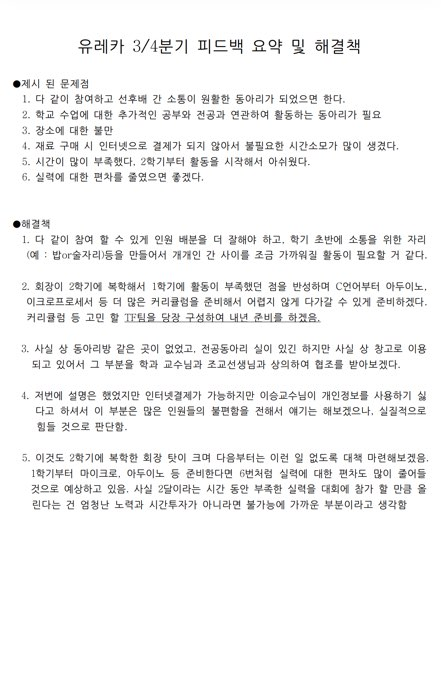 유레카 3/4분기 피드백 요약 및 해결책
●제시 된 문제점
1. 다 같이 참여하고 선후배 간 소통이 원활한 동아리가 되었으면 한다.
2. 학교 수업에 대한 추가적인 공부와 전공과 연관하여 활동하는 동아리가 필요
3. 장소에 대한 불만
4. 재료 구매 시 인터넷으로 결제가 되지 않아서 불필요한 시간소모가 많이 생겼다.
5. 시간이 많이 부족했다. 2학기부터 활동을 시작해서 아쉬웠다.
6. 실력에 대한 편차를 줄였으면 좋겠다.
●해결책
1. 다 같이 참여 할 수 있게 인원 배분을 더 잘해야 하고, 학기 초반에 소통을 위한 자리
(예 : 밥or술자리)등을 만들어서 개개인 간 사이를 조금 가까워질 활동이 필요할 거 같다.
2. 회장이 2학기에 복학해서 1학기에 활동이 부족했던 점을 반성하며 C언어부터 아두이노,
마이크로프로세서 등 더 많은 커리큘럼을 준비해서 어렵지 않게 다가갈 수 있게 준비하겠다.
커리큘럼 등 고민 할 TF팀을 당장 구성하여 내년 준비를 하겠음.
3. 사실 상 동아리방 같은 곳이 없었고, 전공동아리 실이 있긴 하지만 사실 상 창고로 이용
되고 있어서 그 부분을 학과 교수님과 조교선생님과 상의하여 협조를 받아보겠다.
4. 저번에 설명은 했었지만 인터넷결제가 가능하지만 이승교수님이 개인정보를 사용하기 싫
다고 하셔서 이 부분은 많은 인원들의 불편함을 전해서 얘기는 해보겠으나, 실질적으로
힘들 것으로 판단함.
5. 이것도 2학기에 복학한 회장 탓이 크며 다음부터는 이런 일 없도록 대책 마련해보겠음.
1학기부터 마이크로, 아두이노 등 준비한다면 6번처럼 실력에 대한 편차도 많이 줄어들
것으로 예상하고 있음. 사실 2달이라는 시간 동안 부족한 실력을 대회에 참가 할 만큼 올
린다는 건 엄청난 노력과 시간투자가 아니라면 불가능에 가까운 부분이라고 생각함